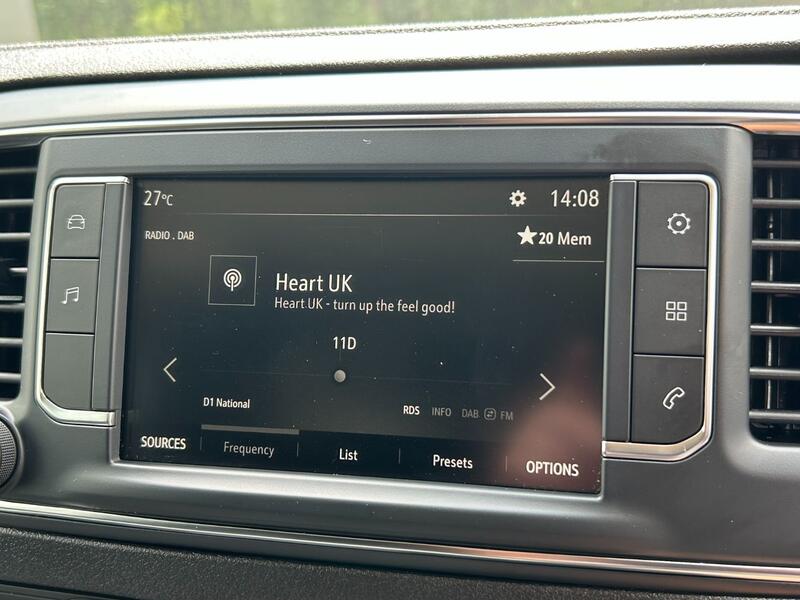 27°C
14:08
RADIO . DAB
20 Mem
Heart UK
Heart UK - turn up the feel good!
11D
D1 National
RDS INFO DAB FM
SOURCES
Frequency
List
Presets
OPTIONS